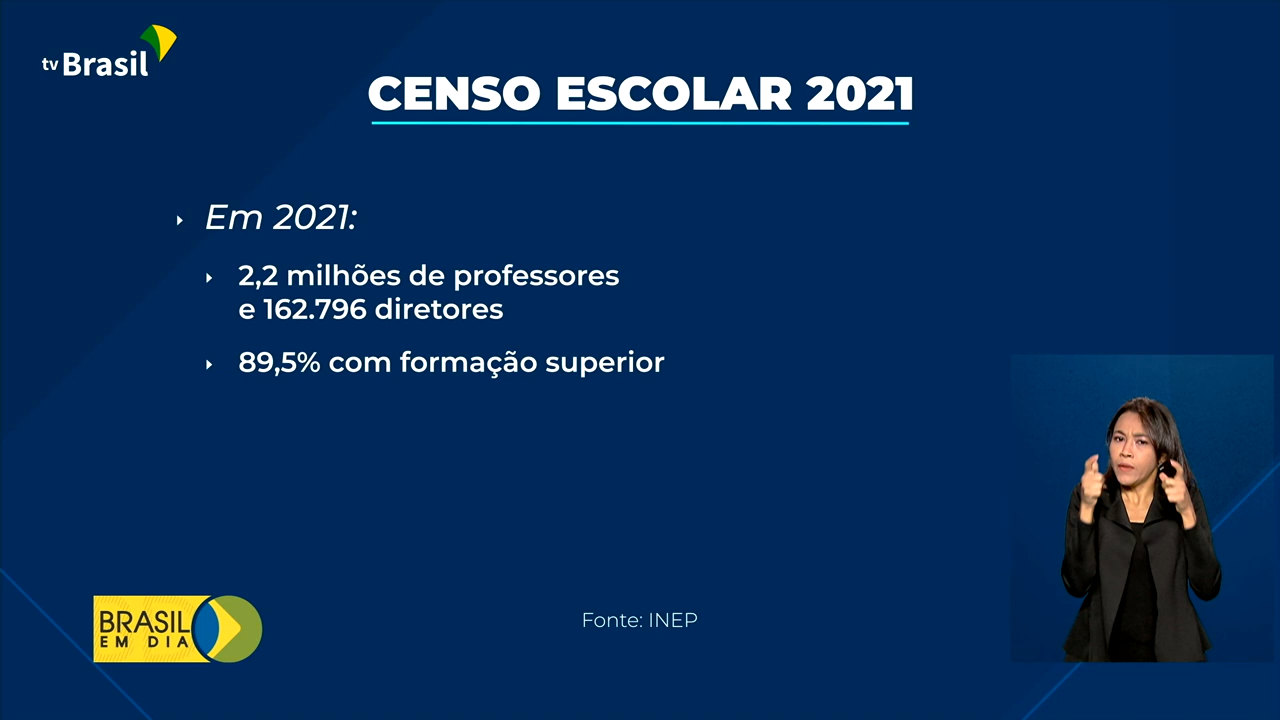 tv Brasil
CENSO ESCOLAR 2021
Em 2021:
2,2 milhões de professores
e 162.796 diretores
89,5% com formação superior
BRASIL
EM DIA
Fonte: INEP